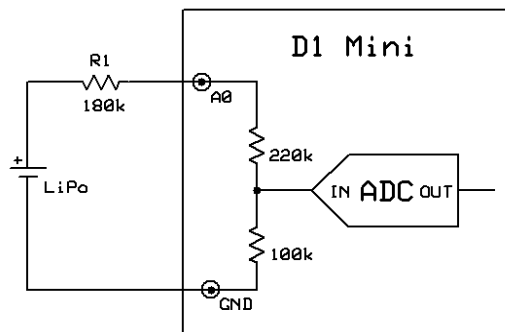 D1 Mini
R1
180k
A0
220k
+
LiPo
IN ADC OUT
100k
GND